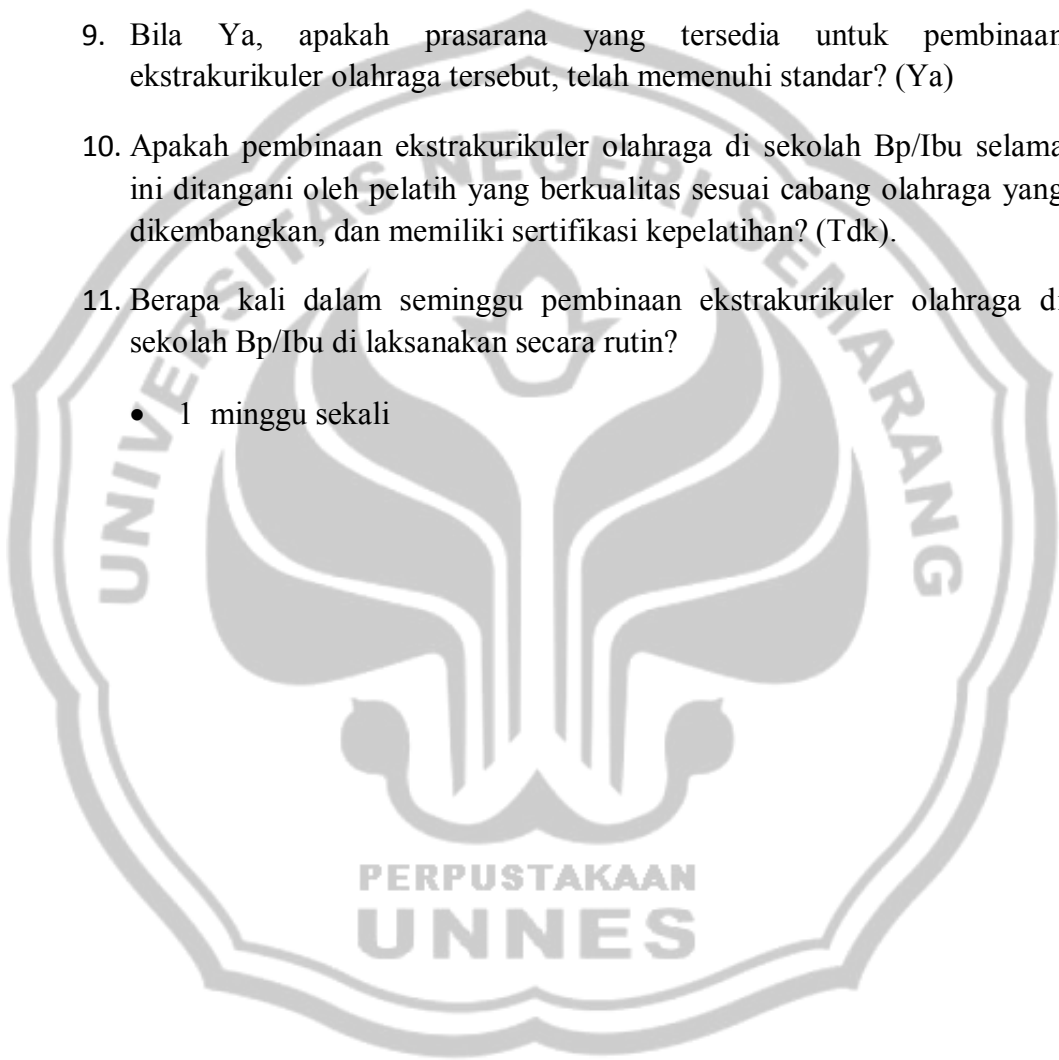 9. Bila Ya, apakah prasarana yang tersedia untuk pembinaan
ekstrakurikuler olahraga tersebut, telah memenuhi standar? (Ya)
10. Apakah pembinaan ekstrakurikuler olahraga di sekolah Bp/Ibu selama
ini ditangani oleh pelatih yang berkualitas sesuai cabang olahraga yang
dikembangkan, dan memiliki sertifikasi kepelatihan? (Tdk).
11. Berapa kali dalam seminggu pembinaan ekstrakurikuler olahraga di
sekolah Bp/Ibu di laksanakan secara rutin?
• 1 minggu sekali
UNIVERSITAS NEGERI SEMARANG
PERPUSTAKAAN
UNNES